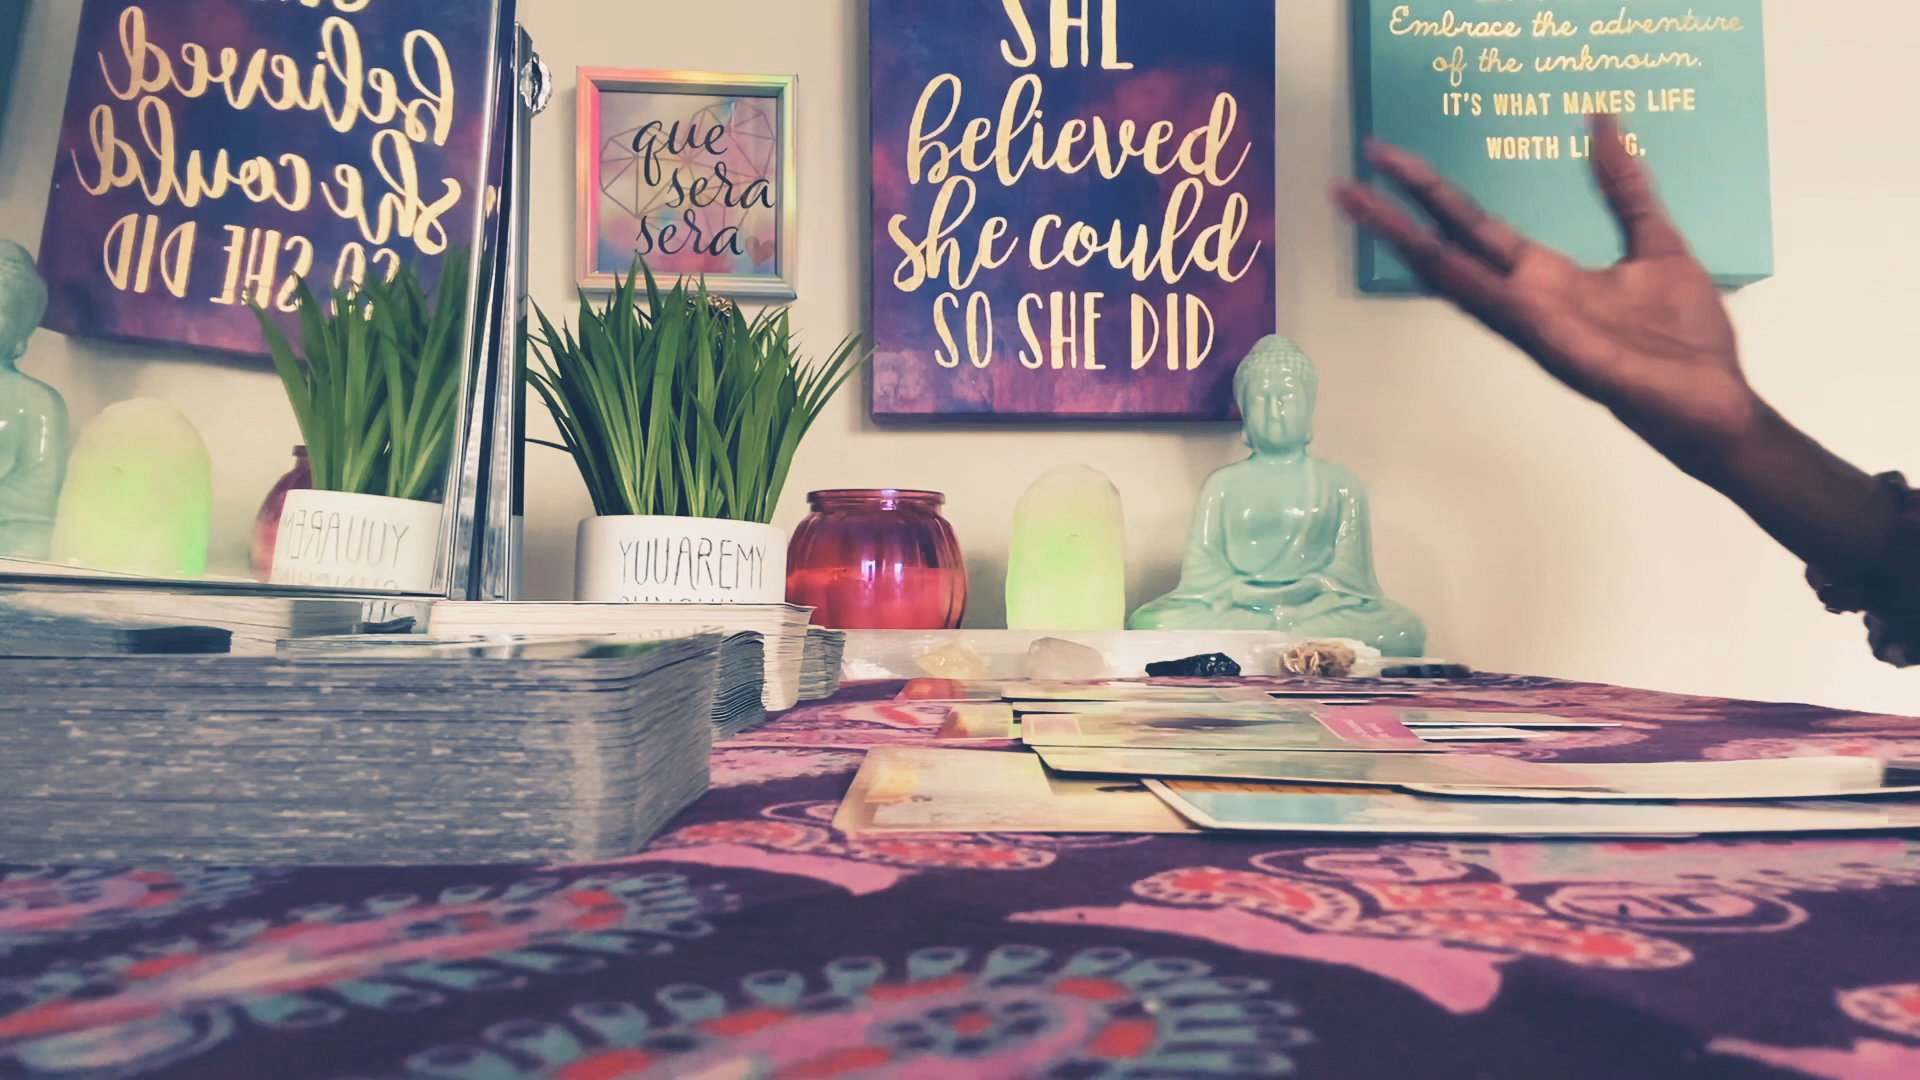 believed
she could
SO SHE DID
que
sera
sera
SHE
believed
she could
SO SHE DID
Embrace the adventure
of the unknown.
IT'S WHAT MAKES LIFE
WORTH
YUUAREMY
YUUAREMY